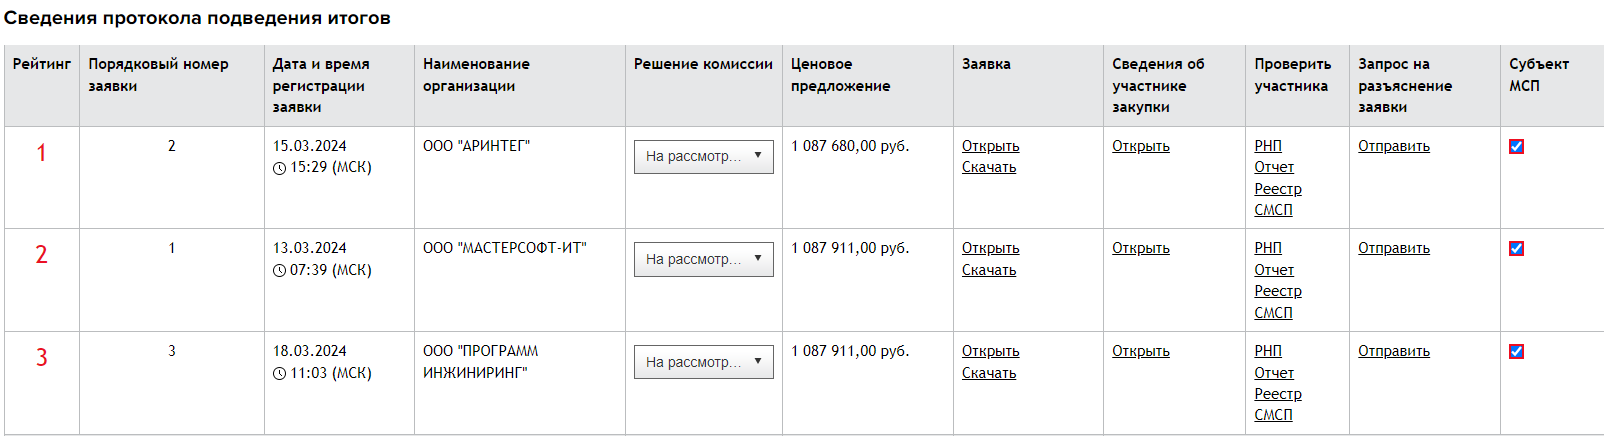 Сведения протокола подведения итогов
Рейтинг
Порядковый номер
заявки
Дата и время
регистрации
заявки
Наименование
организации
Решение комиссии
Ценовое
предложение
Заявка
Сведения об
участнике
закупки
Проверить
участника
Запрос на
разъяснение
заявки
Субъект
МСП
1
2
15.03.2024
15:29 (МСК)
ООО "АРИНТЕГ"
На рассмотр...
1 087 680,00 руб.
Открыть
Скачать
Открыть
РНП
Отчет
Реестр
СМСП
Отправить
2
1
13.03.2024
07:39 (МСК)
ООО "МАСТЕРСОФТ-ИТ"
На рассмотр...
1 087 911,00 руб.
Открыть
Скачать
Открыть
РНП
Отчет
Реестр
СМСП
Отправить
3
3
18.03.2024
11:03 (МСК)
ООО "ПРОГРАММ
ИНЖИНИРИНГ"
На рассмотр...
1 087 911,00 руб.
Открыть
Скачать
Открыть
РНП
Отчет
Реестр
СМСП
Отправить